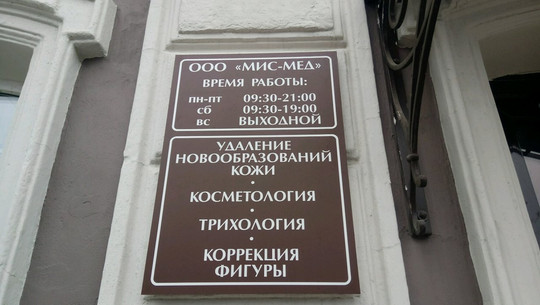 ООО «МИС-МЕД»
ВРЕМЯ РАБОТЫ:
ПН-ПТ 09:30-21:00
СБ 09:30-19:00
ВС ВЫХОДНОЙ
УДАЛЕНИЕ
НОВООБРАЗОВАНИЙ
КОЖИ
•
КОСМЕТОЛОГИЯ
•
ТРИХОЛОГИЯ
•
КОРРЕКЦИЯ
ФИГУРЫ